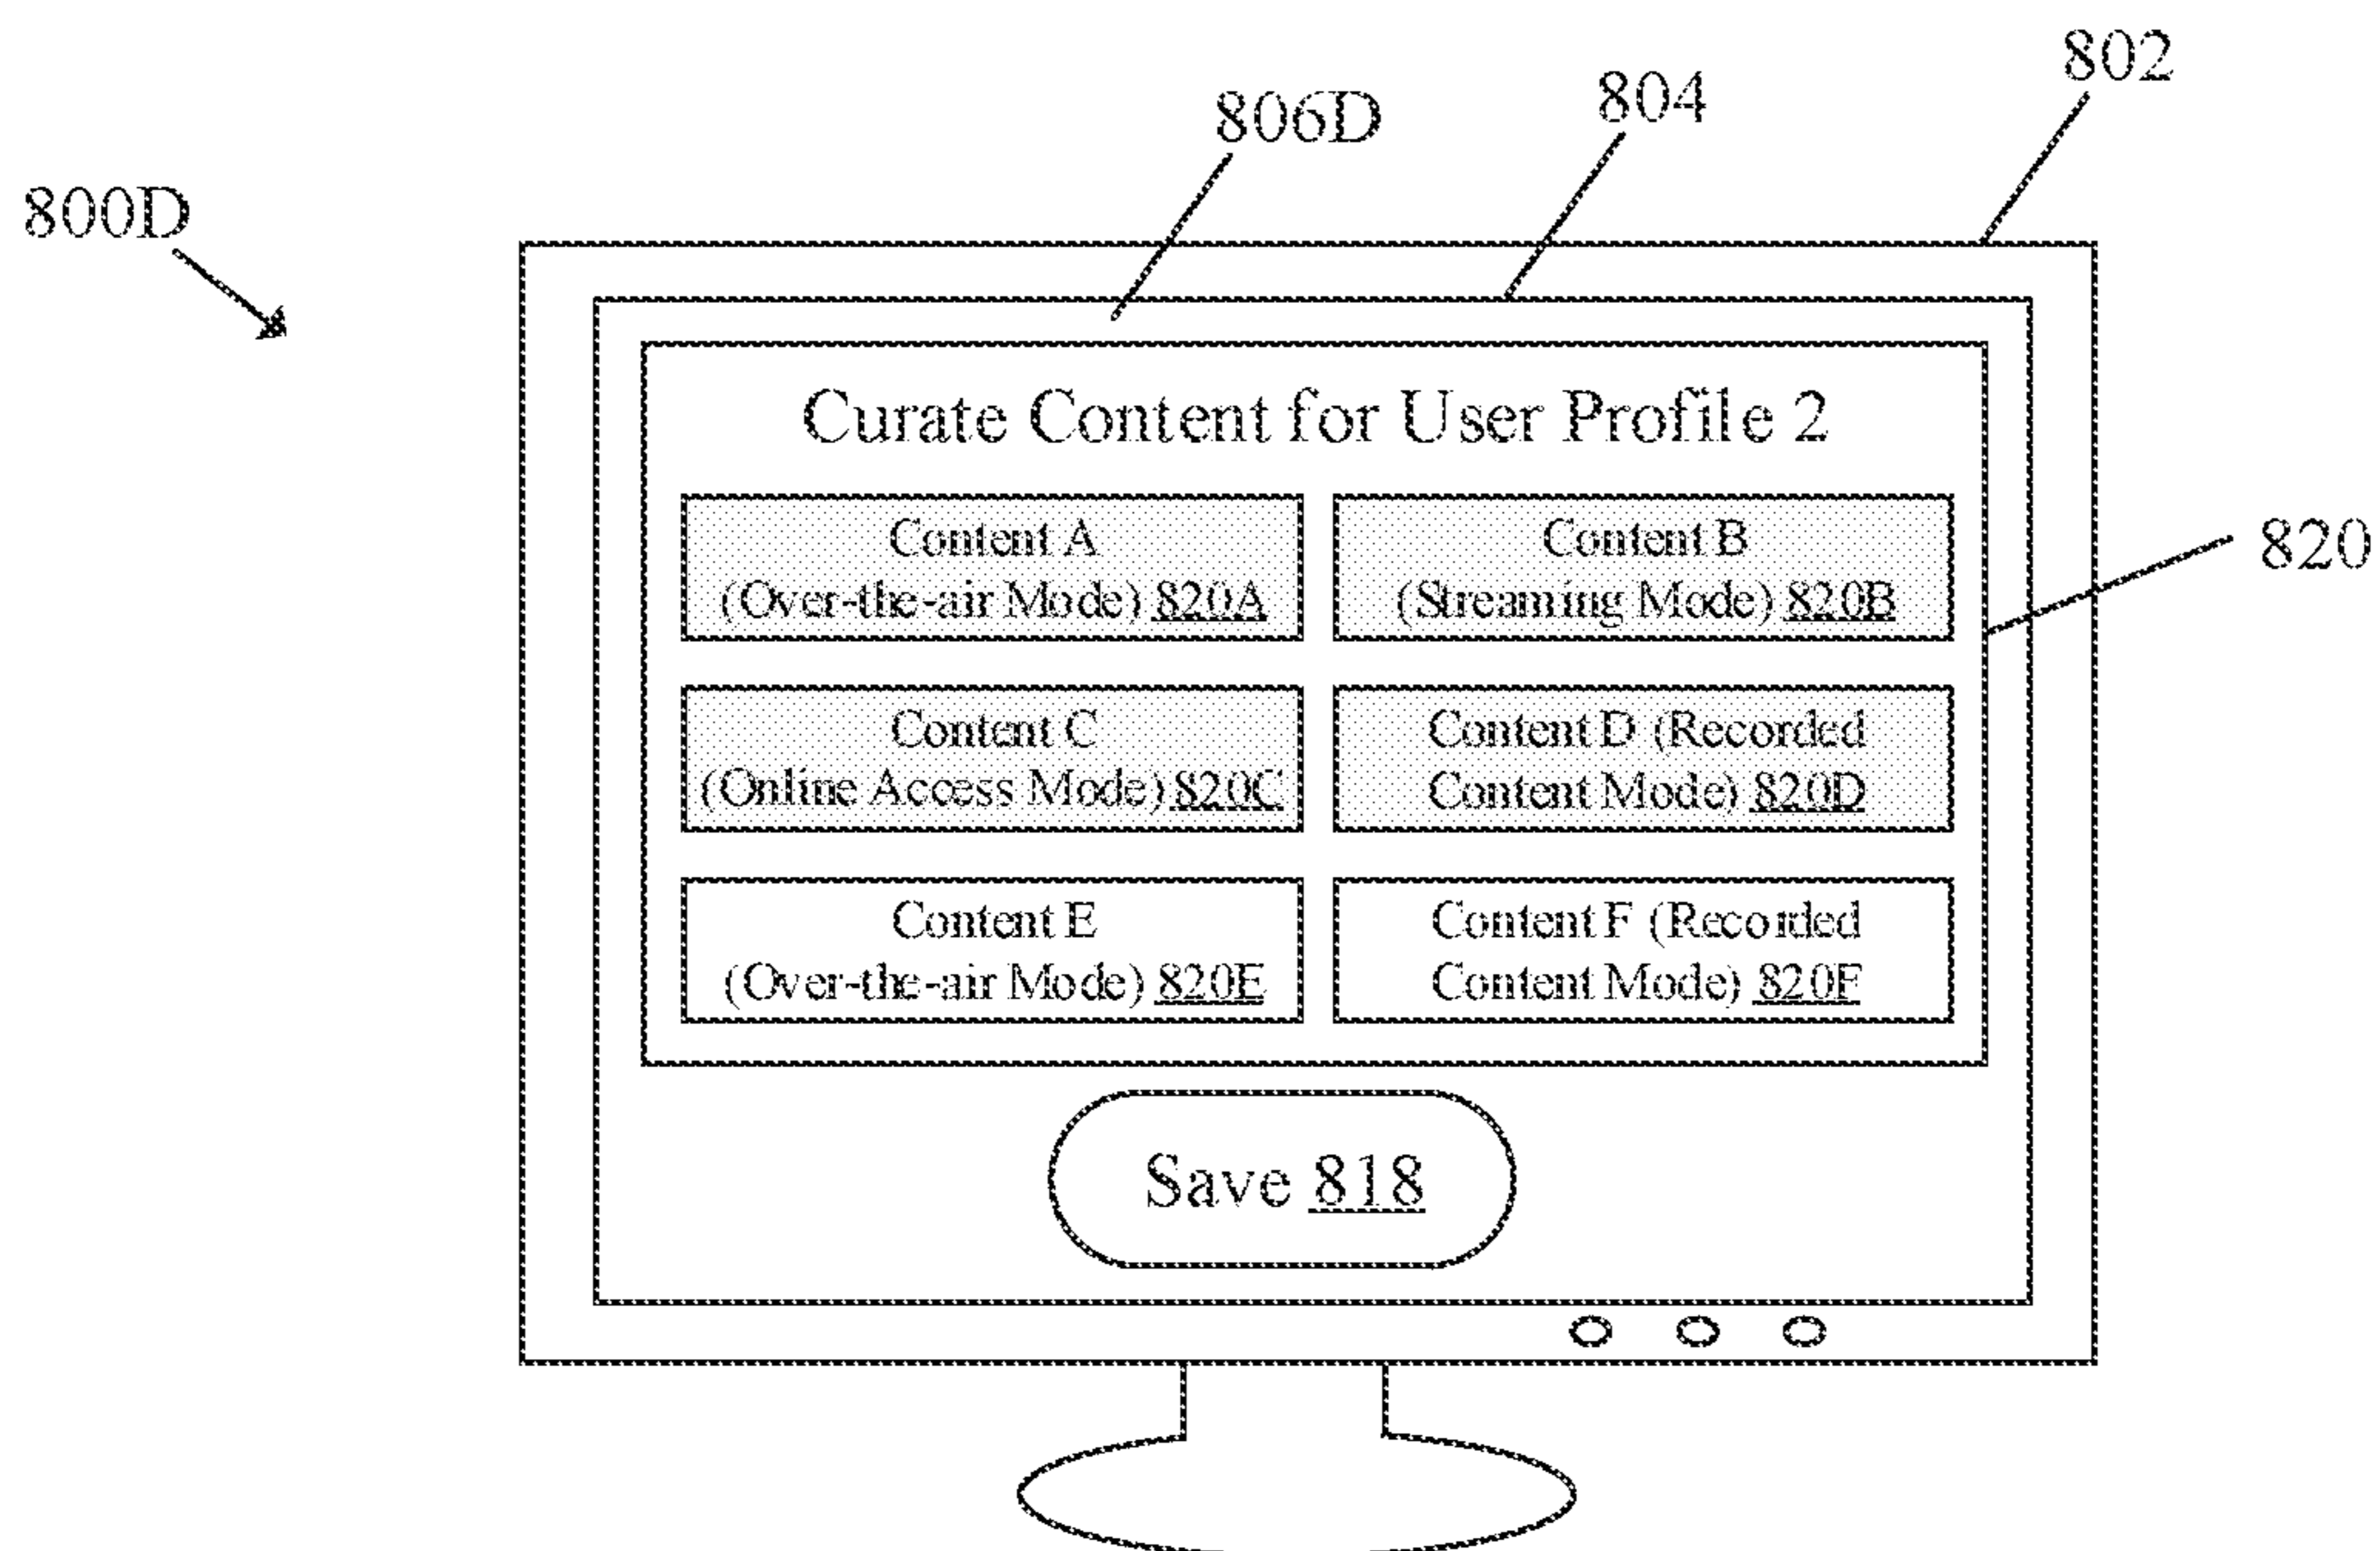 802
804
806D
800D
Curate Content for User Profile 2
Content A
(Over-the-air Mode) 820A
Content B
(Streaming Mode) 820B
820
Content C
(Online Access Mode) 820C
Content D (Recorded
Content Mode) 820D
Content E
(Over-the-air Mode) 820E
Content F (Recorded
Content Mode) 820F
Save 818